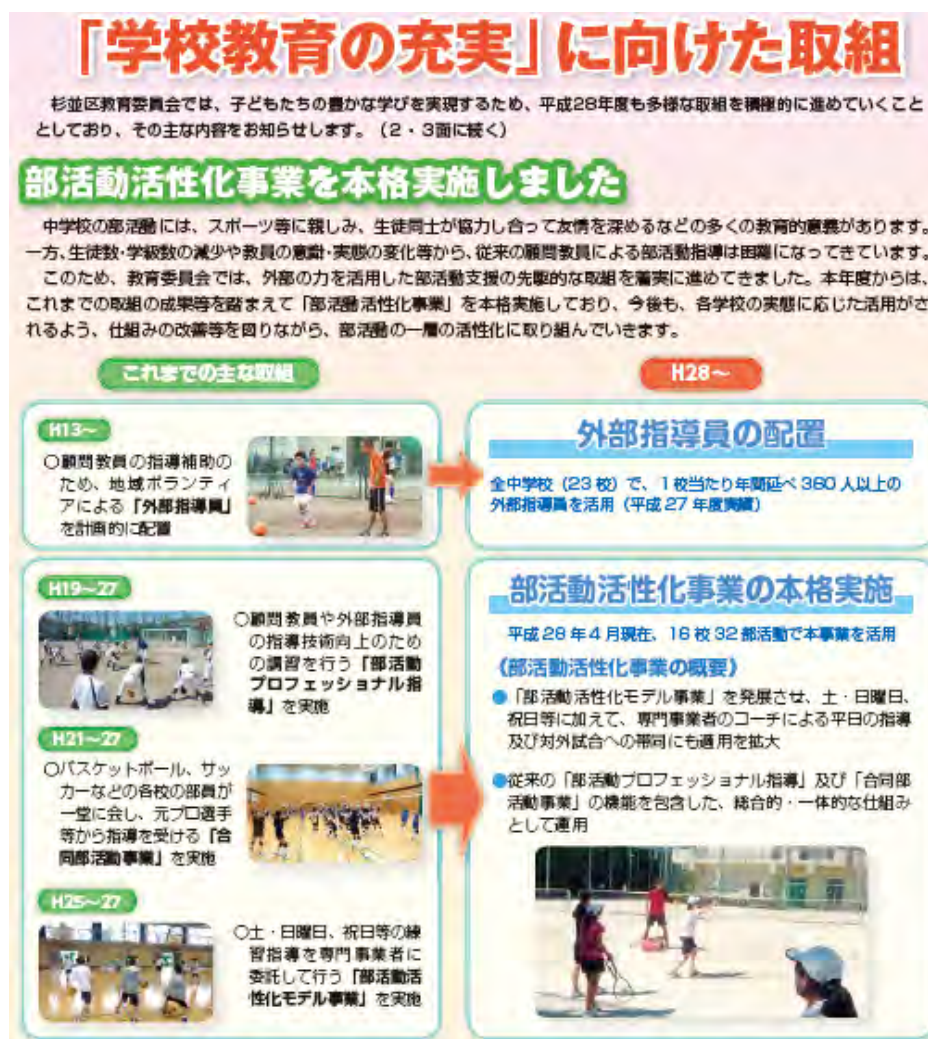 「学校教育の充実」に向けた取組
杉並区教育委員会では、子どもたちの豊かな学びを実現するため、平成28年度も多様な取組を積極的に進めていくこと
としており、その主な内容をお知らせします。（2・3面に続く）
部活動活性化事業を本格実施しました
中学校の部活動には、スポーツ等に親しみ、生徒同士が協力し合って友情を深めるなどの多くの教育的意義があります。
一方、生徒数・学級数の減少や教員の意識・実態の変化等から、従来の顧問教員による部活動指導は困難になってきています。
このため、教育委員会では、外部の力を活用した部活動支援の先駆的な取組を着実に進めてきました。本年度からは、
これまでの取組の成果等を踏まえて「部活動活性化事業」を本格実施しており、今後も、各学校の実態に応じた活用がさ
れるよう、仕組みの改善等を図りながら、部活動の一層の活性化に取り組んでいきます。
これまでの主な取組
H13～
○顧問教員の指導補助の
ため、地域ボランティ
アによる「外部指導員」
を計画的に配置
H19～27
○顧問教員や外部指導員
の指導技術向上のため
の講習を行う「部活動
プロフェッショナル指
導」を実施
H21～27
○バスケットボール、サッ
カーなどの各校の部員が
一堂に会し、元プロ選手
等から指導を受ける「合
同部活動事業」を実施
H25～27
○土・日曜日、祝日等の練
習指導を専門事業者に
委託して行う「部活動活
性化モデル事業」を実施
H28～
外部指導員の配置
全中学校（23校）で、1校当たり年間延べ360人以上の
外部指導員を活用（平成27年度実績）
部活動活性化事業の本格実施
平成28年4月現在、16校32部活動で本事業を活用
《部活動活性化事業の概要》
●「部活動活性化モデル事業」を発展させ、土・日曜日、
祝日等に加えて、専門事業者のコーチによる平日の指導
及び対外試合への帯同にも適用を拡大
●従来の「部活動プロフェッショナル指導」及び「合同部
活動事業」の機能を包含した、総合的・一体的な仕組み
として運用